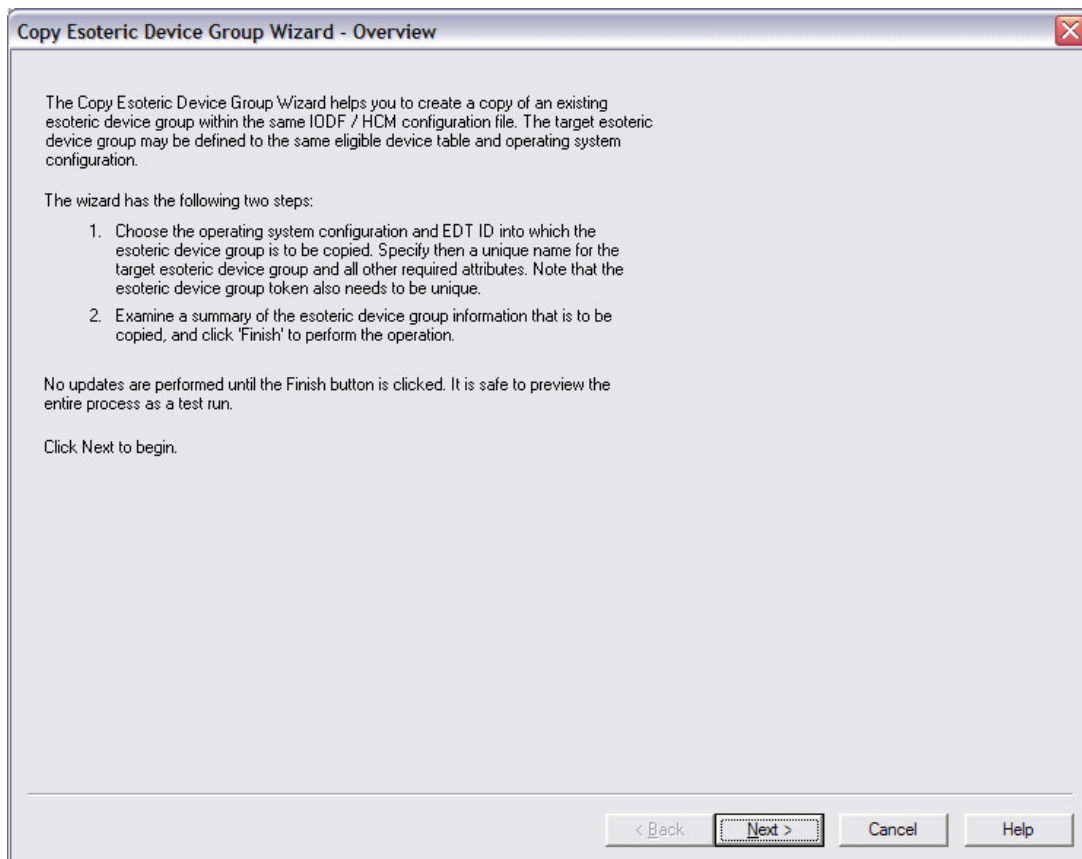 Copy Esoteric Device Group Wizard - Overview
The Copy Esoteric Device Group Wizard helps you to create a copy of an existing
esoteric device group within the same IODF / HCM configuration file. The target esoteric
device group may be defined to the same eligible device table and operating system
configuration.
The wizard has the following two steps:
1. Choose the operating system configuration and EDT ID into which the
esoteric device group is to be copied. Specify then a unique name for the
target esoteric device group and all other required attributes. Note that the
esoteric device group token also needs to be unique.
2. Examine a summary of the esoteric device group information that is to be
copied, and click 'Finish' to perform the operation.
No updates are performed until the Finish button is clicked. It is safe to preview the
entire process as a test run.
Click Next to begin.
< Back Next > Cancel Help